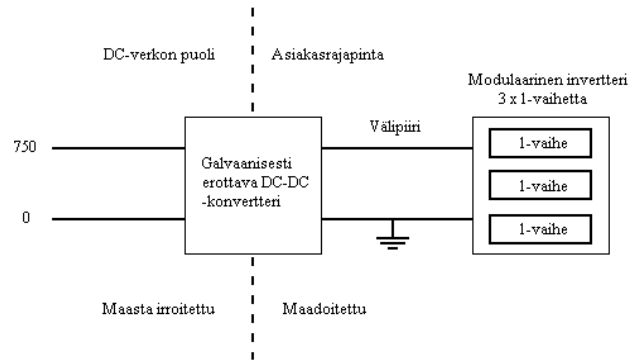 DC-verkon puoli
Asiakasrajapinta
Modulaarinen invertteri
3 x 1-vaihetta
Välipiiri
750
1-vaihe
Galvaanisesti
erottava DC-DC
-konvertteri
1-vaihe
0
1-vaihe
Maasta irroitettu
Maadoitettu